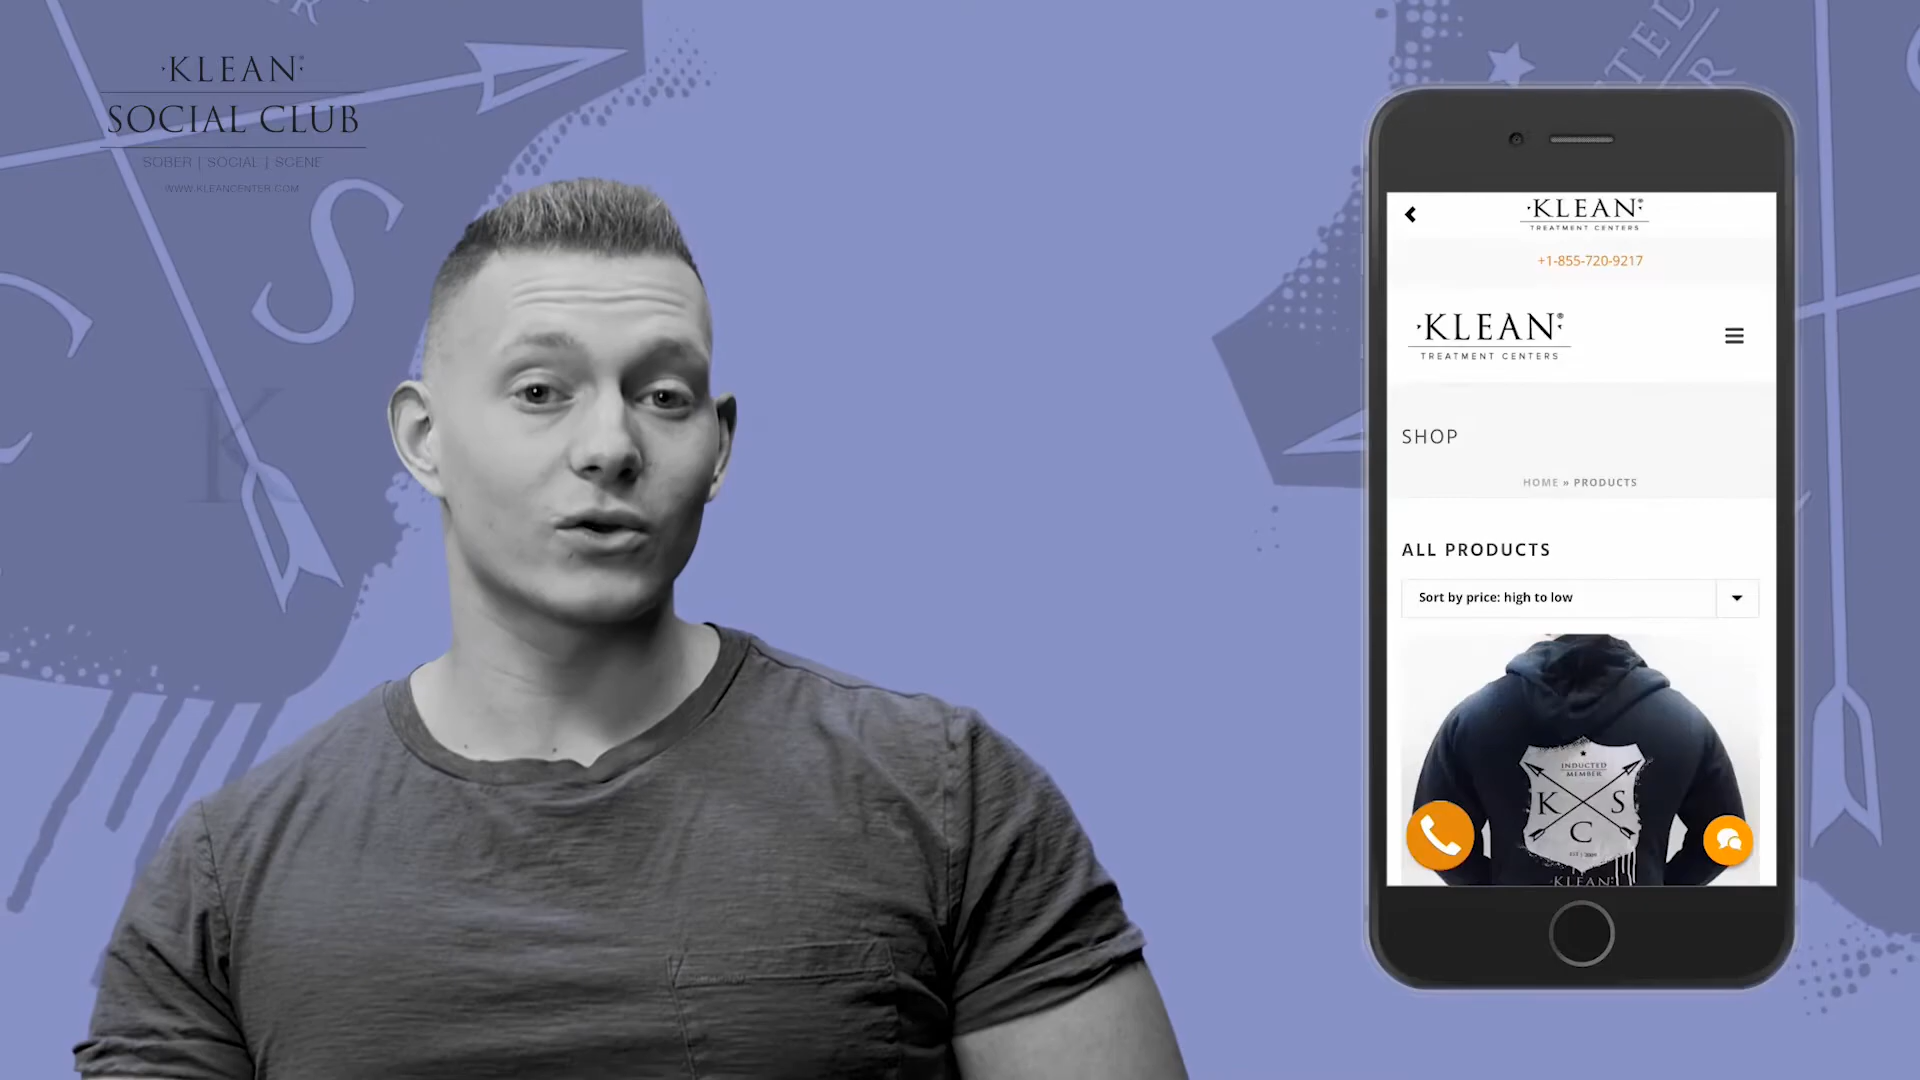 ·KLEAN·
SOCIAL CLUB
SOBER | SOCIAL | SCENE
WWW.KLEANCENTER.COM
S
C
K
TED
R
·KLEAN®
TREATMENT CENTERS
+1-855-720-9217
·KLEAN®
TREATMENT CENTERS
SHOP
HOME » PRODUCTS
ALL PRODUCTS
Sort by price: high to low
INDUCTED
MEMBER
K S
C
KLEAN